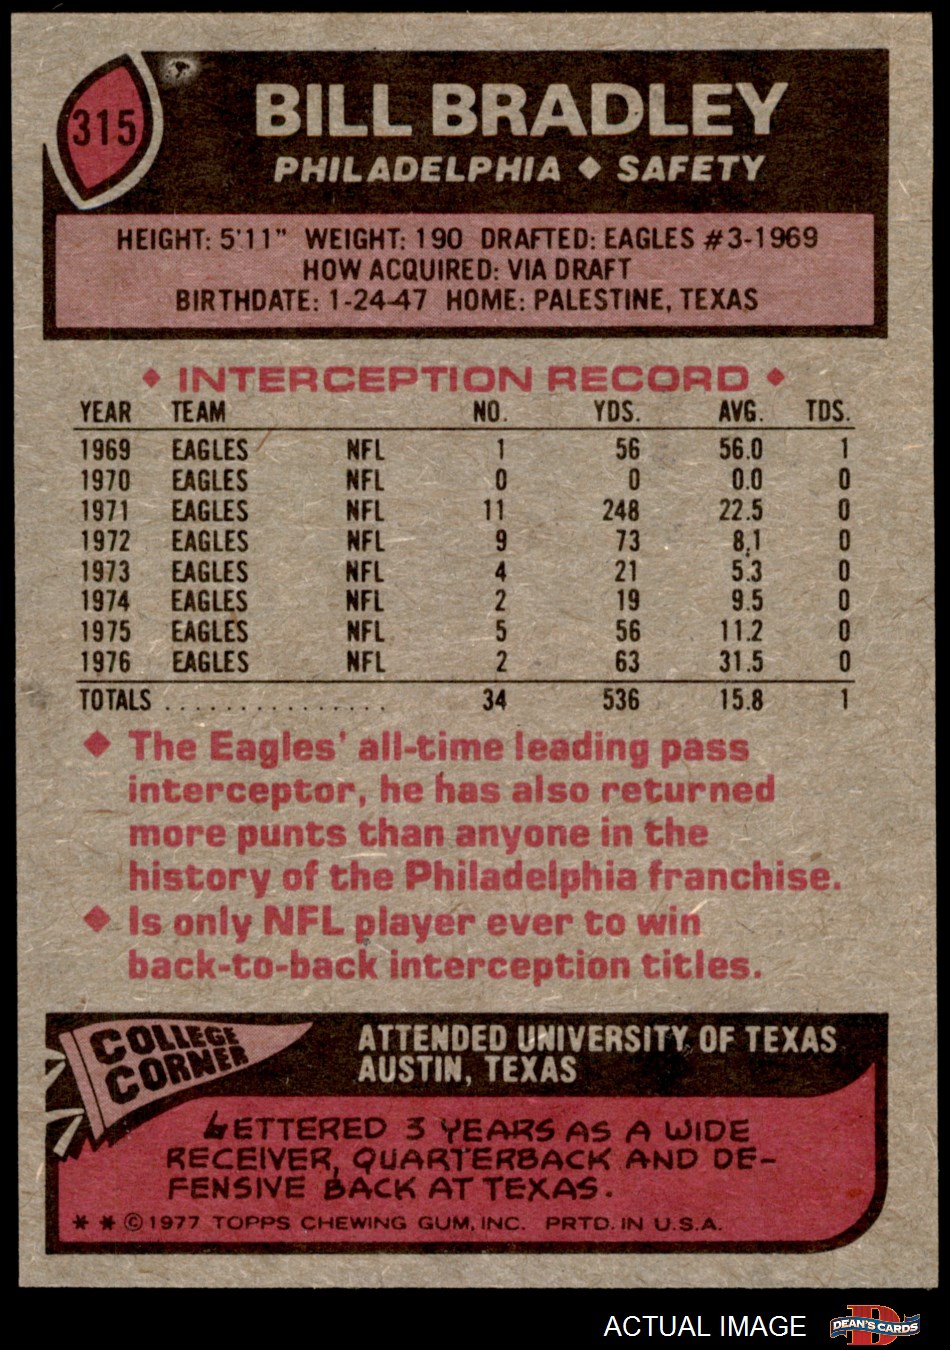 315
BILL BRADLEY
PHILADELPHIA ◆ SAFETY
HEIGHT: 5'11" WEIGHT: 190 DRAFTED: EAGLES #3-1969
HOW ACQUIRED: VIA DRAFT
BIRTHDATE: 1-24-47 HOME: PALESTINE, TEXAS
◆ INTERCEPTION RECORD ◆
YEAR TEAM NO. YDS. AVG. TDS.
1969 EAGLES NFL 1 56 56.0 1
1970 EAGLES NFL 0 0 0.0 0
1971 EAGLES NFL 11 248 22.5 0
1972 EAGLES NFL 9 73 8.1 0
1973 EAGLES NFL 4 21 5.3 0
1974 EAGLES NFL 2 19 9.5 0
1975 EAGLES NFL 5 56 11.2 0
1976 EAGLES NFL 2 63 31.5 0
TOTALS . . . . . . . . . . . . . . . 34 536 15.8 1
◆ The Eagles' all-time leading pass
interceptor, he has also returned
more punts than anyone in the
history of the Philadelphia franchise.
◆ Is only NFL player ever to win
back-to-back interception titles.
COLLEGE
CORNER
ATTENDED UNIVERSITY OF TEXAS
AUSTIN, TEXAS
LETTERED 3 YEARS AS A WIDE
RECEIVER, QUARTERBACK AND DE-
FENSIVE BACK AT TEXAS.
* * © 1977 TOPPS CHEWING GUM, INC. PRTD. IN U.S.A.
ACTUAL IMAGE
D
DEAN'S CARDS